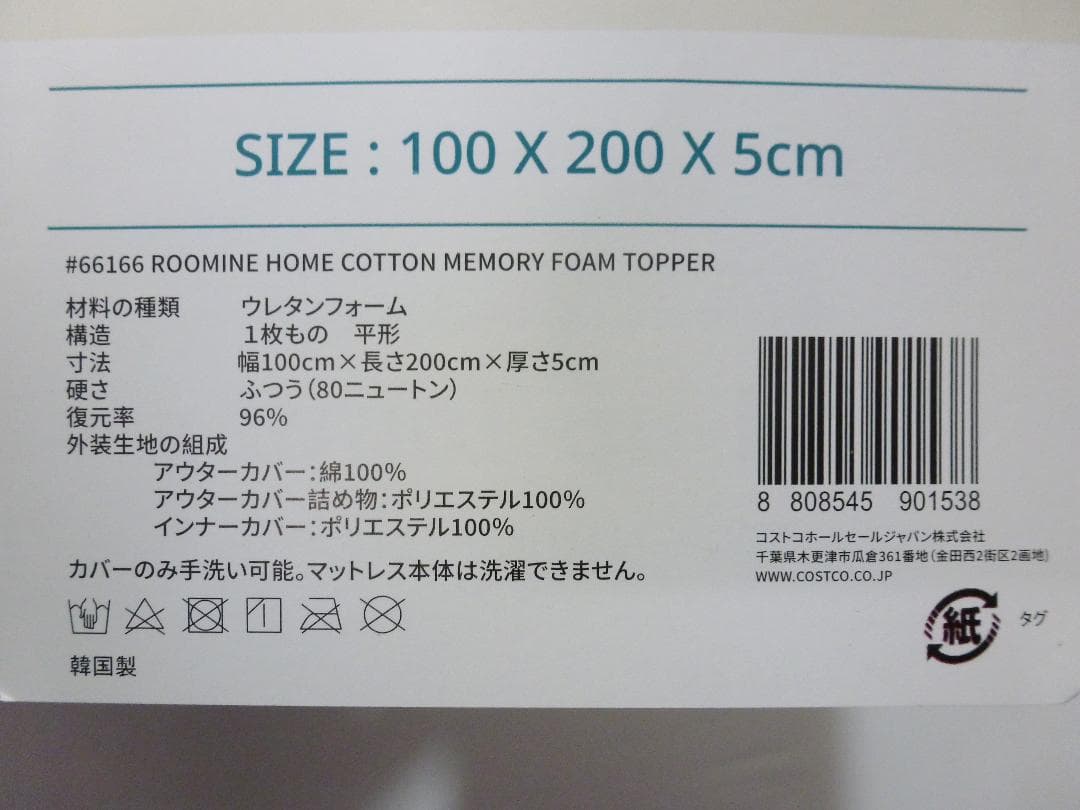 SIZE : 100 X 200 X 5cm
#66166 ROOMINE HOME COTTON MEMORY FOAM TOPPER
材料の種類 ウレタンフォーム
構造 1枚もの 平形
寸法 幅100cm×長さ200cm×厚さ5cm
硬さ ふつう(80ニュートン)
復元率 96%
外装生地の組成
アウターカバー:綿100%
アウターカバー詰め物:ポリエステル100%
インナーカバー:ポリエステル100%
カバーのみ手洗い可能。マットレス本体は洗濯できません。
韓国製
8 808545 901538
コストコホールセールジャパン株式会社
千葉県木更津市瓜倉361番地(金田西2街区2画地)
WWW.COSTCO.CO.JP
紙 タグ